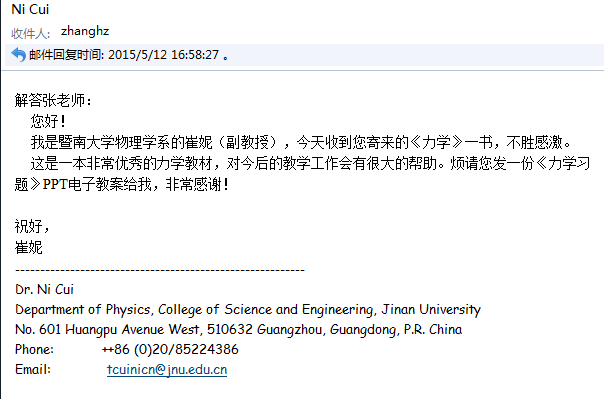 Ni Cui
收件人: zhanghz
邮件回复时间: 2015/5/12 16:58:27 。
解答张老师：
您好！
我是暨南大学物理学系的崔妮（副教授），今天收到您寄来的《力学》一书，不胜感激。
这是一本非常优秀的力学教材，对今后的教学工作会有很大的帮助。烦请您发一份《力学习
题》PPT电子教案给我，非常感谢！
祝好，
崔妮
----------------------------------------------------------
Dr. Ni Cui
Department of Physics, College of Science and Engineering, Jinan University
No. 601 Huangpu Avenue West, 510632 Guangzhou, Guangdong, P.R. China
Phone: ++86 (0)20/85224386
Email: tcuinicn@jnu.edu.cn